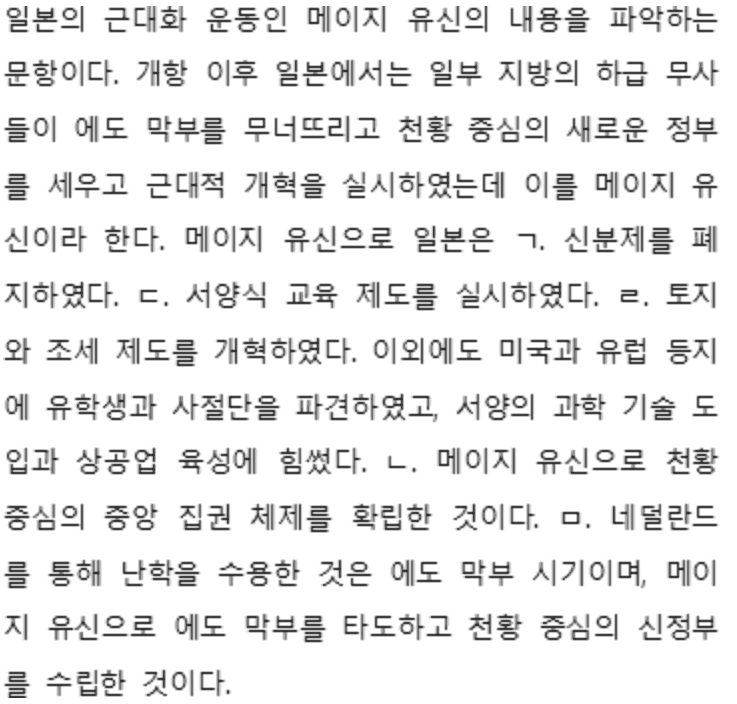 일본의 근대화 운동인 메이지 유신의 내용을 파악하는
문항이다. 개항 이후 일본에서는 일부 지방의 하급 무사
들이 에도 막부를 무너뜨리고 천황 중심의 새로운 정부
를 세우고 근대적 개혁을 실시하였는데 이를 메이지 유
신이라 한다. 메이지 유신으로 일본은 ㄱ. 신분제를 폐
지하였다. ㄷ. 서양식 교육 제도를 실시하였다. ㄹ. 토지
와 조세 제도를 개혁하였다. 이외에도 미국과 유럽 등지
에 유학생과 사절단을 파견하였고, 서양의 과학 기술 도
입과 상공업 육성에 힘썼다. ㄴ. 메이지 유신으로 천황
중심의 중앙 집권 체제를 확립한 것이다. ㅁ. 네덜란드
를 통해 난학을 수용한 것은 에도 막부 시기이며, 메이
지 유신으로 에도 막부를 타도하고 천황 중심의 신정부
를 수립한 것이다.